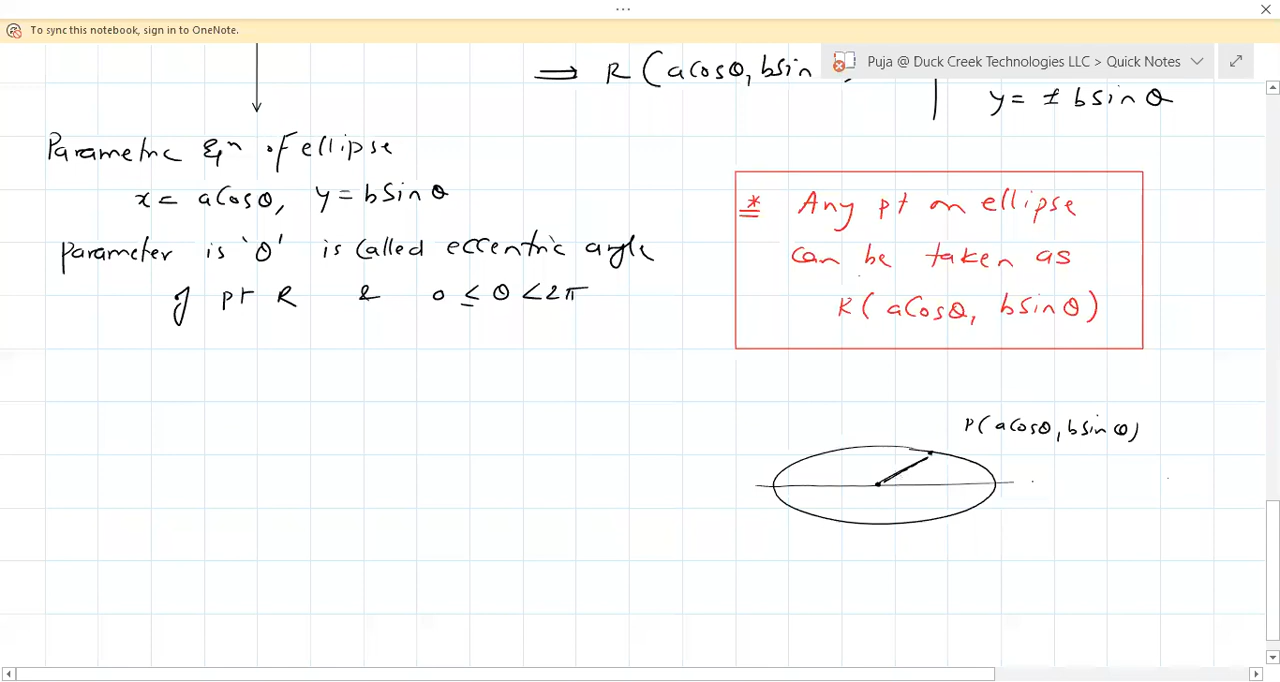 To sync this notebook, sign in to OneNote.
Puja @ Duck Creek Technologies LLC > Quick Notes
⟹ R (acosθ, bsin
y = ± bsinθ
Parametric Eqn of ellipse
x = acosθ, y = bsinθ
parameter is 'θ' is called eccentric angle
of pt R & 0 ≤ θ < 2π
* Any pt on ellipse
can be taken as
R(acosθ, bsinθ)
P(acosθ, bsinθ)